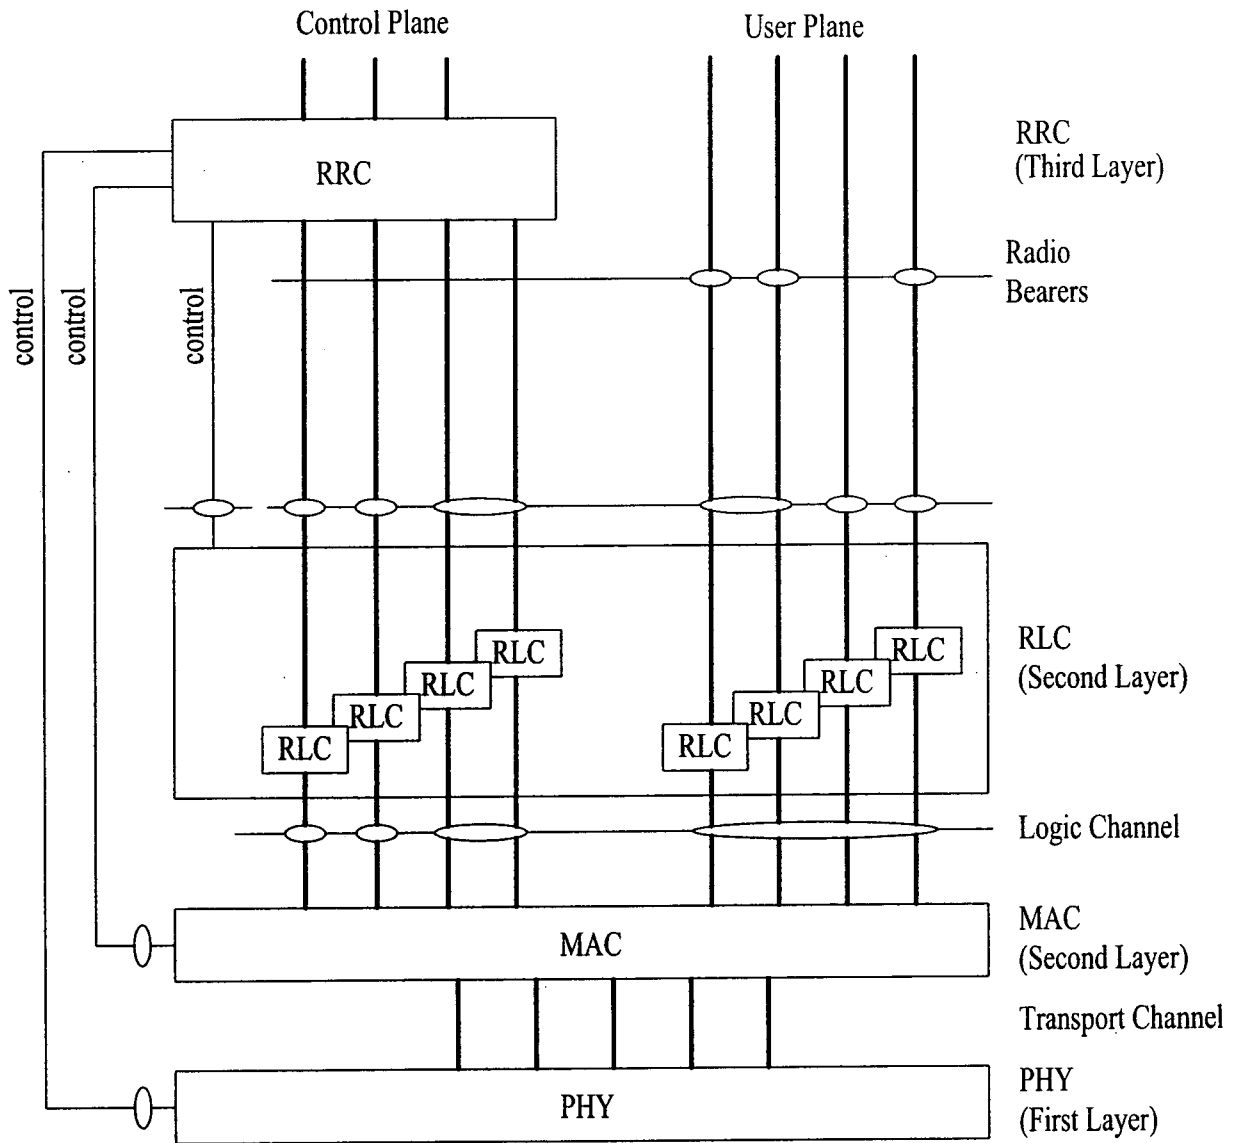 Control Plane
User Plane
RRC
RRC
(Third Layer)
Radio
Bearers
control
control
control
RLC
RLC
RLC
RLC
RLC
RLC
RLC
RLC
RLC
(Second Layer)
Logic Channel
MAC
MAC
(Second Layer)
Transport Channel
PHY
PHY
(First Layer)